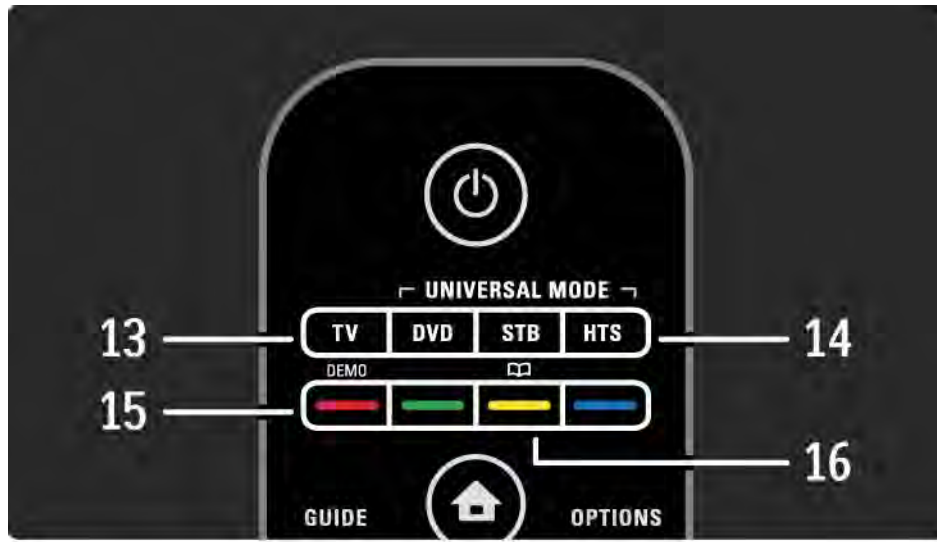 UNIVERSAL MODE
13 TV DVD STB HTS 14
DEMO
15
16
GUIDE OPTIONS